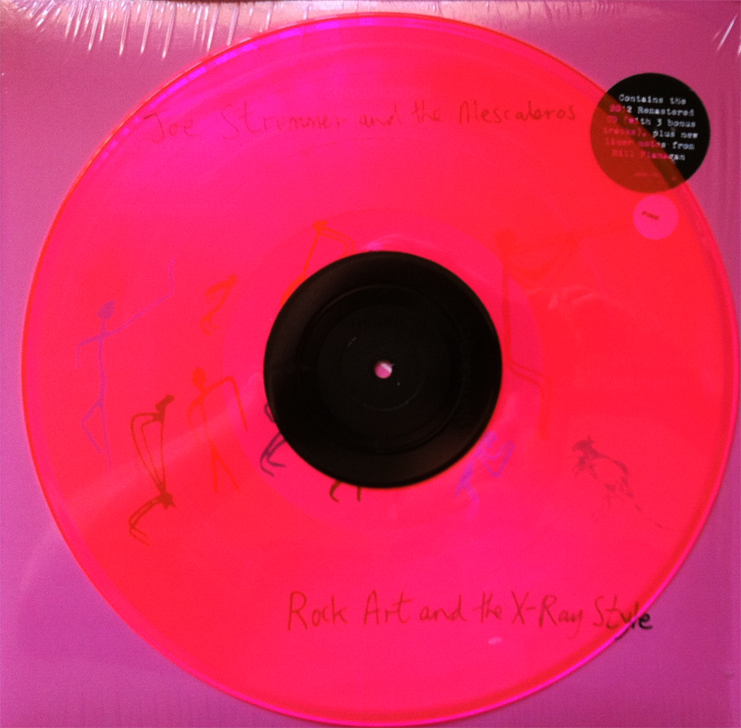 Joe Strummer and the Mescaleros
Contains the
2012 Remastered
CD (with 3 bonus
tracks), plus new
liner notes from
Bill Flanagan
PINK
Rock Art and the X-Ray Style